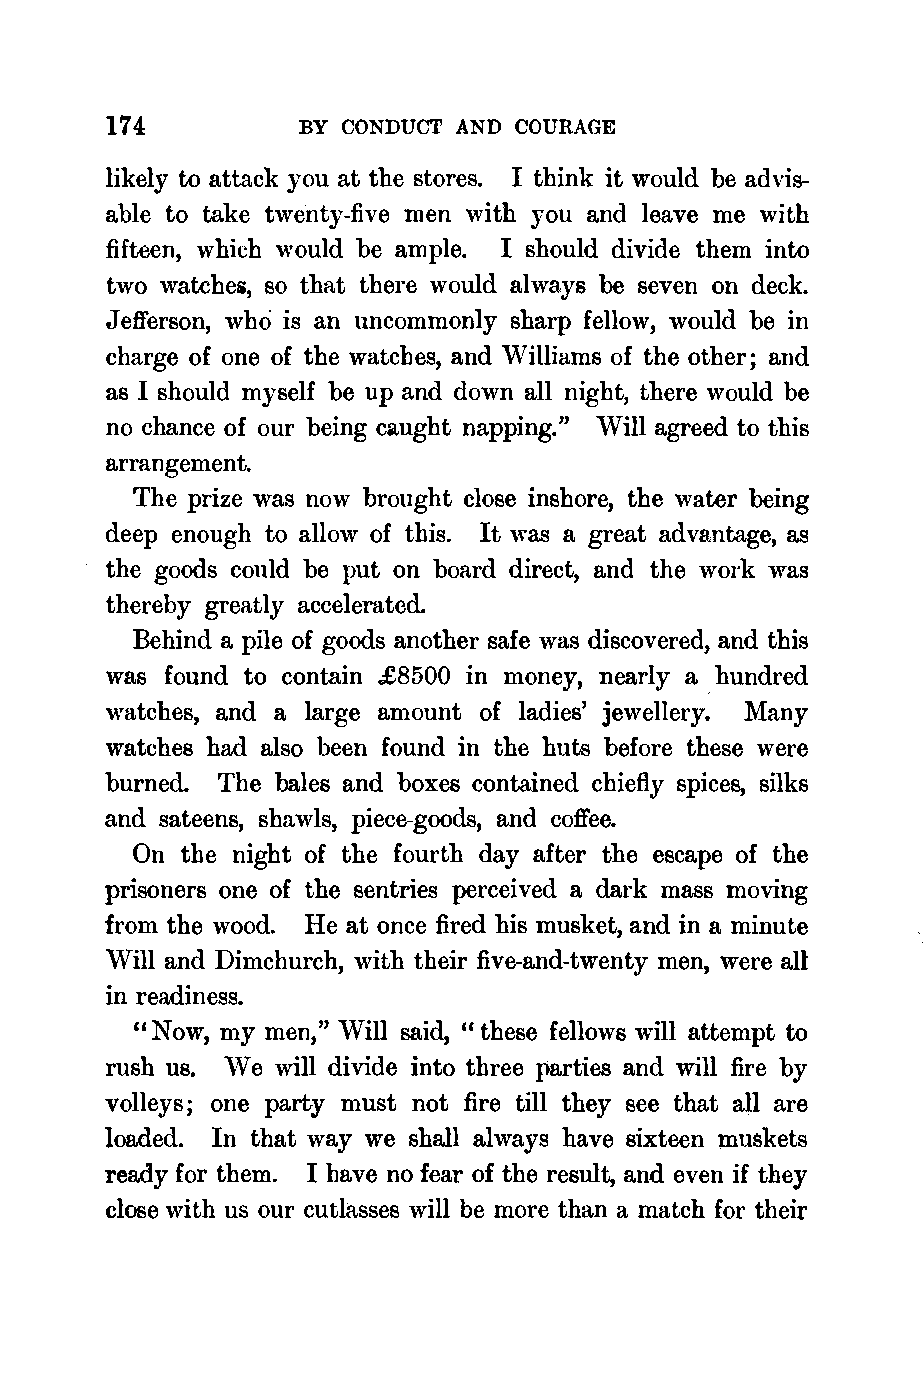 174 BY CONDUCT AND COURAGE
likely to attack you at the stores. I think it would be advis-
able to take twenty-five men with you and leave me with
fifteen, which would be ample. I should divide them into
two watches, so that there would always be seven on deck.
Jefferson, who is an uncommonly sharp fellow, would be in
charge of one of the watches, and Williams of the other; and
as I should myself be up and down all night, there would be
no chance of our being caught napping.” Will agreed to this
arrangement.
The prize was now brought close inshore, the water being
deep enough to allow of this. It was a great advantage, as
the goods could be put on board direct, and the work was
thereby greatly accelerated.
Behind a pile of goods another safe was discovered, and this
was found to contain £8500 in money, nearly a hundred
watches, and a large amount of ladies’ jewellery. Many
watches had also been found in the huts before these were
burned. The bales and boxes contained chiefly spices, silks
and sateens, shawls, piece-goods, and coffee.
On the night of the fourth day after the escape of the
prisoners one of the sentries perceived a dark mass moving
from the wood. He at once fired his musket, and in a minute
Will and Dimchurch, with their five-and-twenty men, were all
in readiness.
“Now, my men,” Will said, “these fellows will attempt to
rush us. We will divide into three parties and will fire by
volleys; one party must not fire till they see that all are
loaded. In that way we shall always have sixteen muskets
ready for them. I have no fear of the result, and even if they
close with us our cutlasses will be more than a match for their